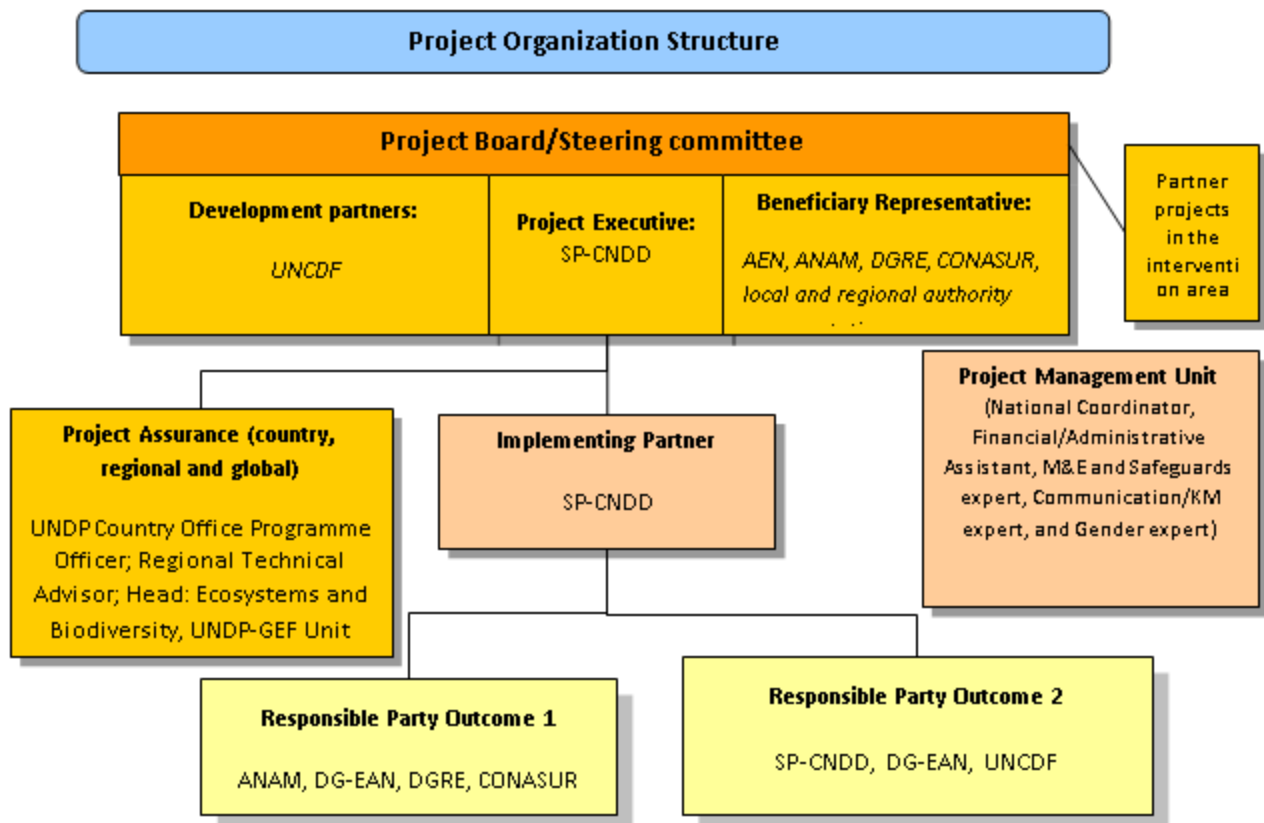 Project Organization Structure
Project Board/Steering committee
Development partners:
UNCDF
Project Executive:
SP-CNDD
Beneficiary Representative:
AEN, ANAM, DGRE, CONASUR,
local and regional authority
Partner
projects
in the
interventi
on area
Project Assurance (country,
regional and global)
UNDP Country Office Programme
Officer; Regional Technical
Advisor; Head: Ecosystems and
Biodiversity, UNDP-GEF Unit
Implementing Partner
SP-CNDD
Project Management Unit
(National Coordinator,
Financial/Administrative
Assistant, M&E and Safeguards
expert, Communication/KM
expert, and Gender expert)
Responsible Party Outcome 1
ANAM, DG-EAN, DGRE, CONASUR
Responsible Party Outcome 2
SP-CNDD, DG-EAN, UNCDF